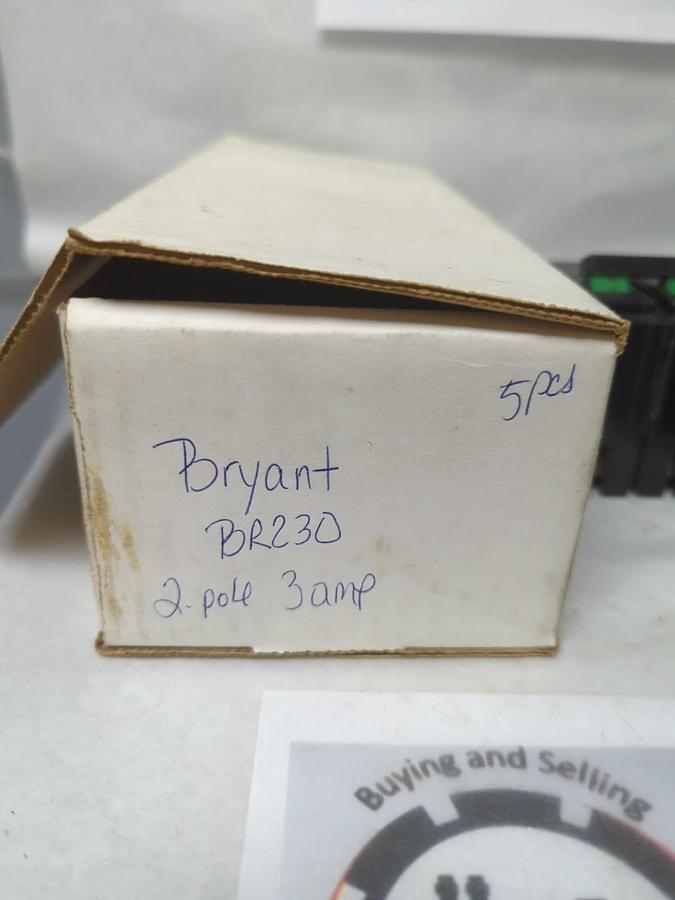 5pcs
Bryant
BR230
2-pole 3amp
Buying and Selling